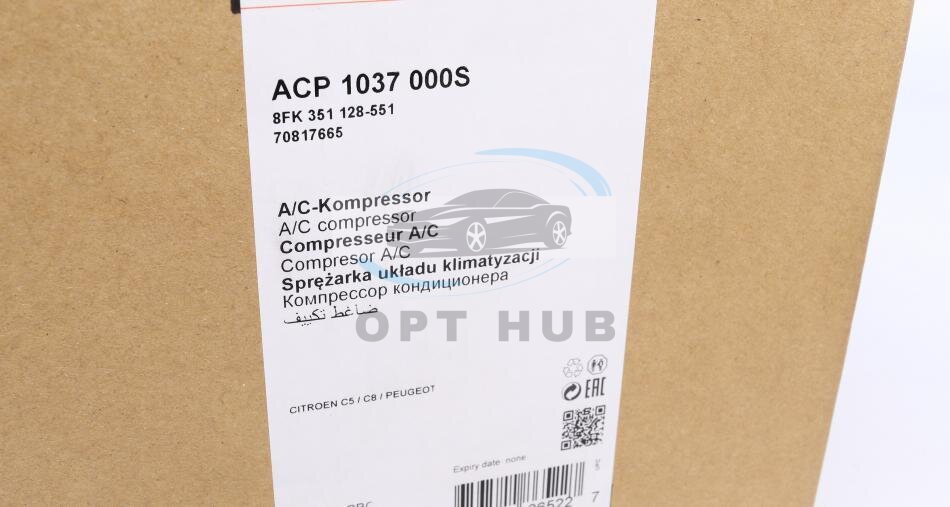 ACP 1037 000S
8FK 351 128-551
70817665
A/C-Kompressor
A/C compressor
Compresseur A/C
Compresor A/C
Sprężarka układu klimatyzacji
Компрессор кондиционера
ضاغط تكييف
OPT HUB
CITROEN C5 / C8 / PEUGEOT
EAC
Expiry date none
7